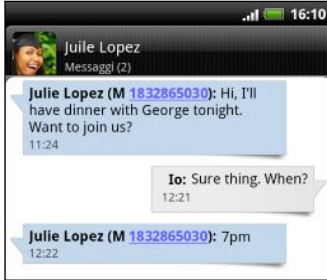 16:10
Juile Lopez
Messaggi (2)
Julie Lopez (M 1832865030): Hi, I'll
have dinner with George tonight.
Want to join us?
11:24
Io: Sure thing. When?
12:21
Julie Lopez (M 1832865030): 7pm
12:22